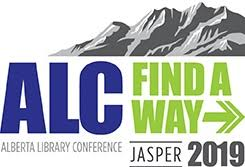 ALC FIND A WAY
ALBERTA LIBRARY CONFERENCE
JASPER 2019